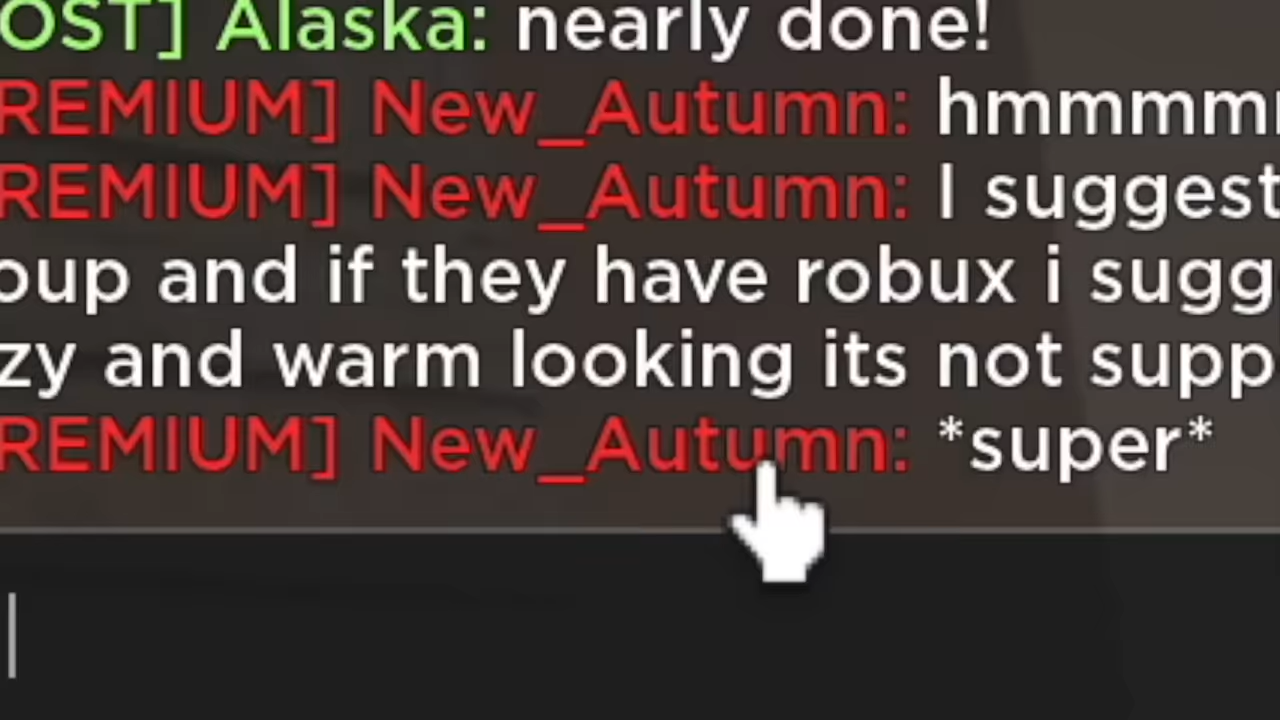 OST] Alaska: nearly done!
REMIUM] New_Autumn: hmmmm
REMIUM] New_Autumn: I suggest
oup and if they have robux i sugg
zy and warm looking its not supp
REMIUM] New_Autumn: *super*